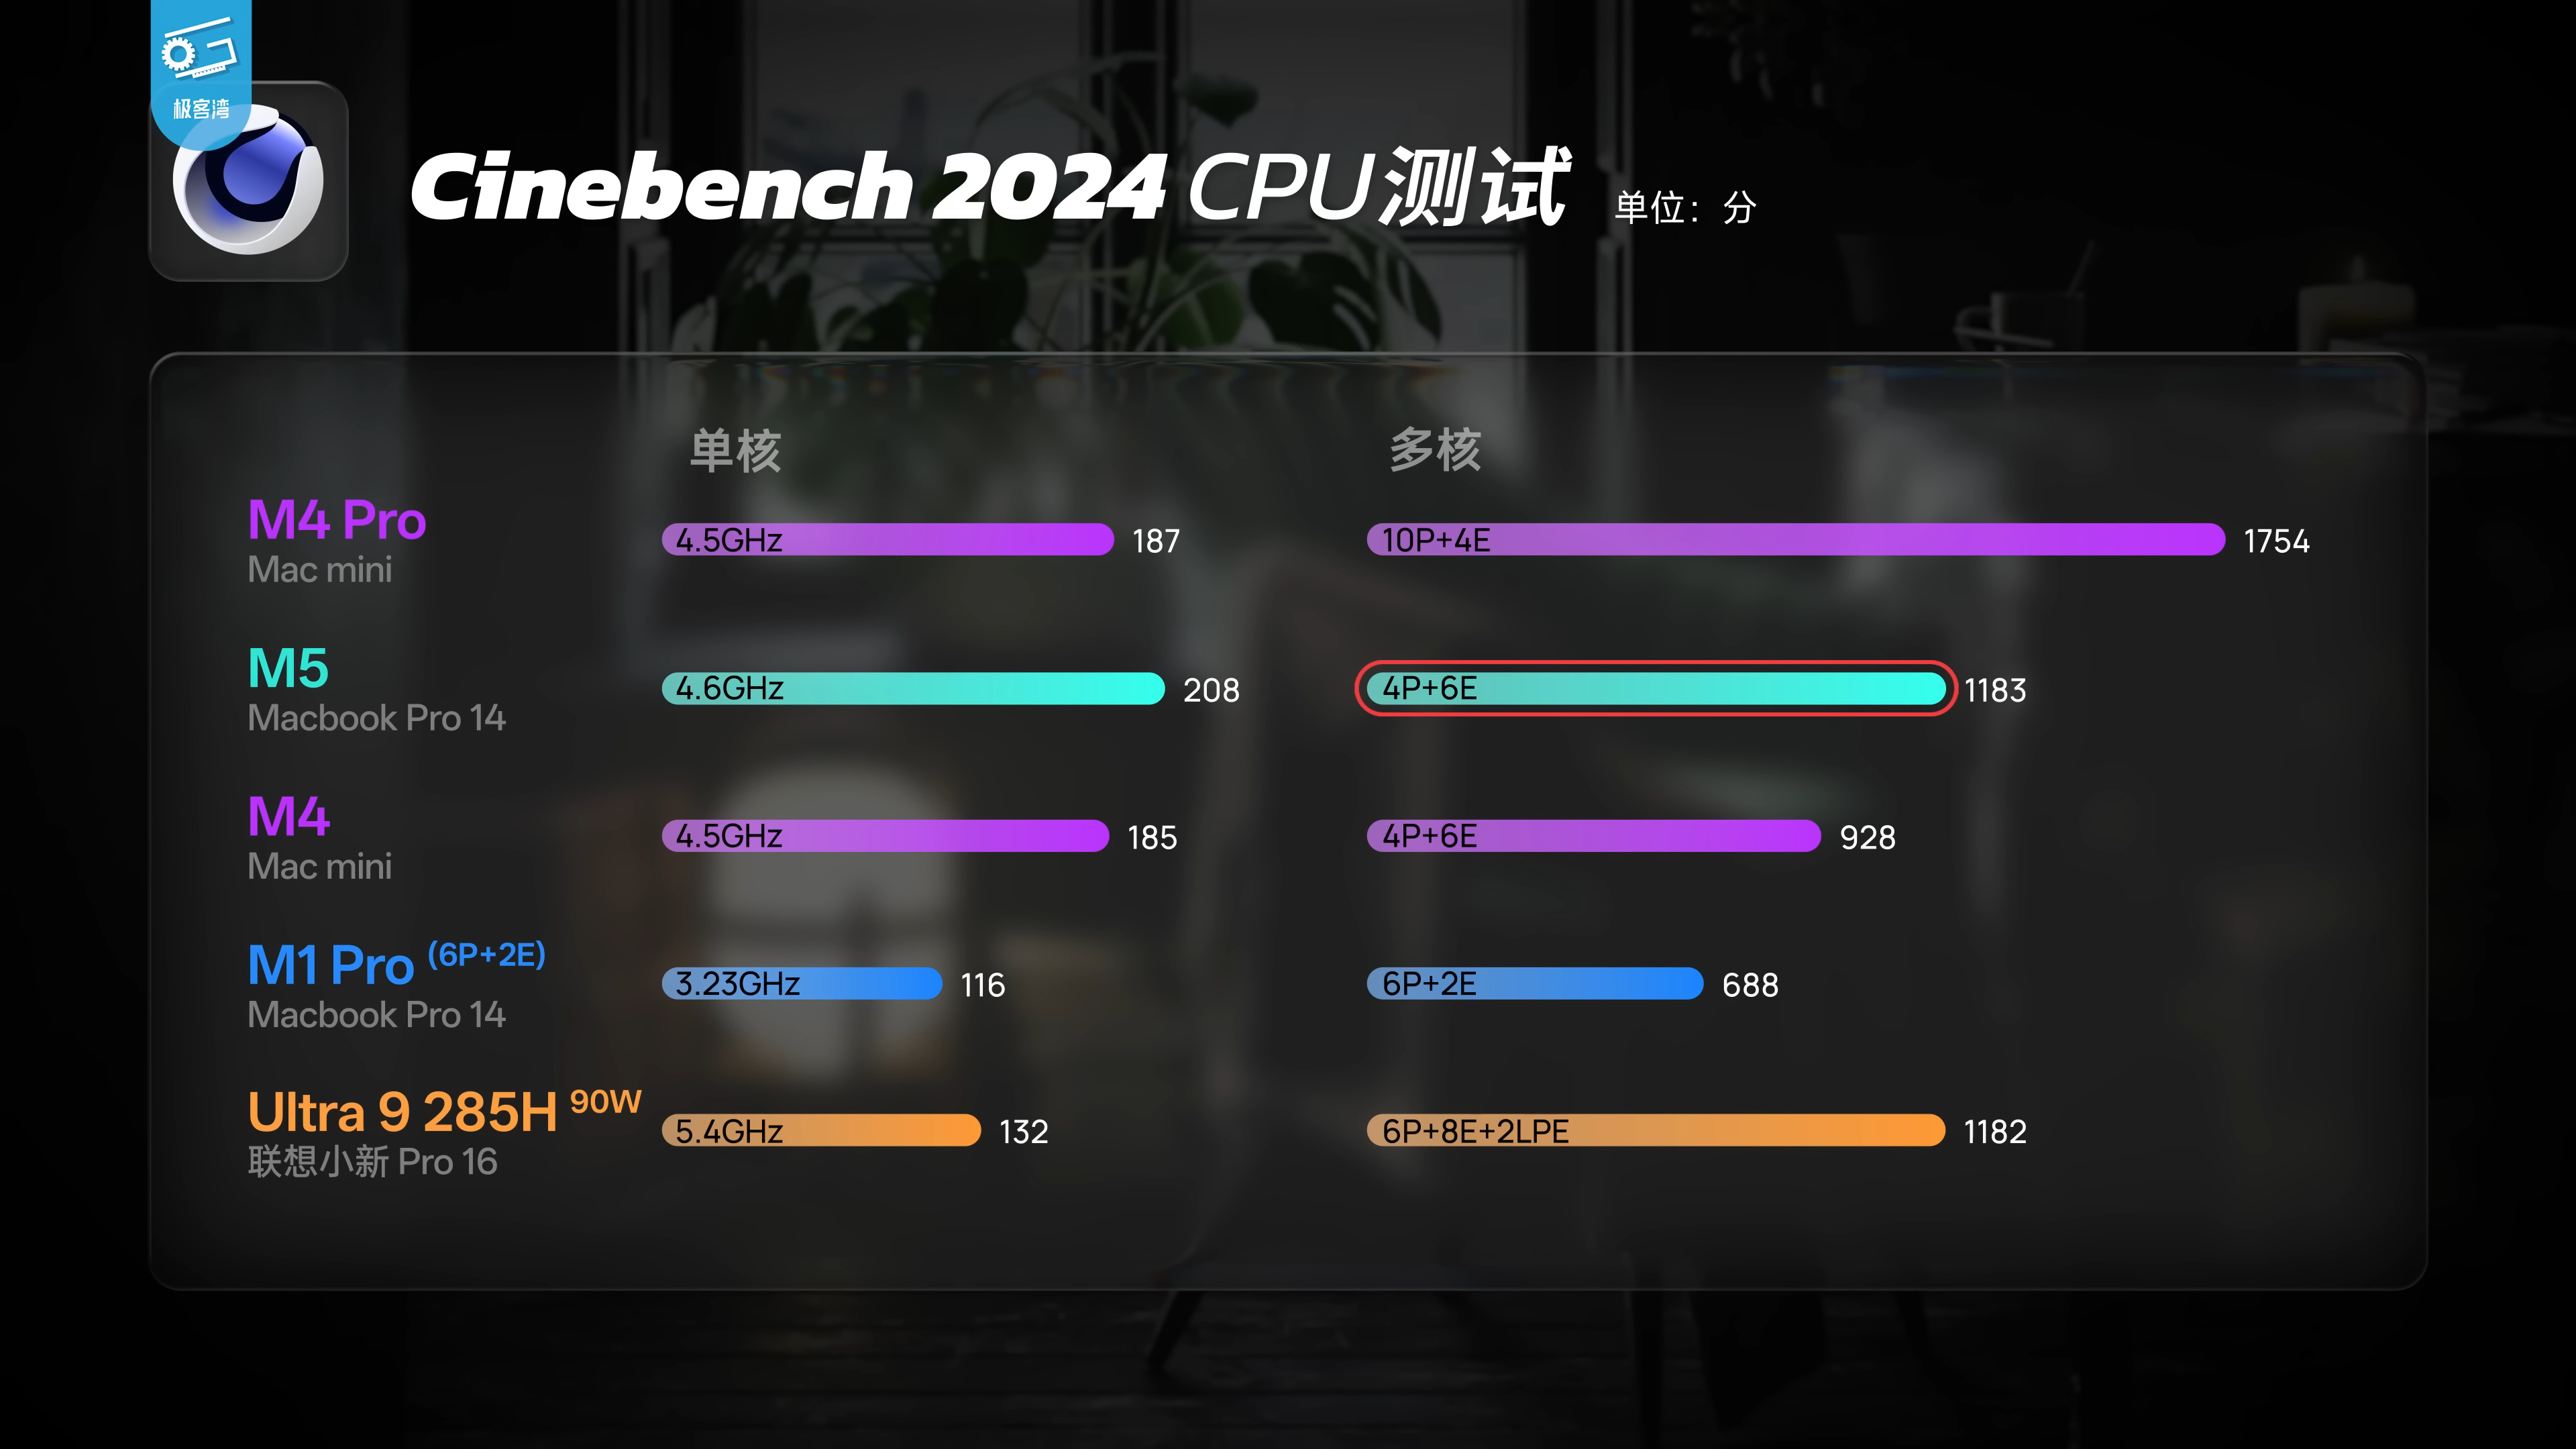 极客湾
Cinebench 2024 CPU测试 单位：分
单核 多核
M4 Pro
Mac mini
4.5GHz 187 10P+4E 1754
M5
Macbook Pro 14
4.6GHz 208 4P+6E 1183
M4
Mac mini
4.5GHz 185 4P+6E 928
M1 Pro (6P+2E)
Macbook Pro 14
3.23GHz 116 6P+2E 688
Ultra 9 285H 90W
联想小新 Pro 16
5.4GHz 132 6P+8E+2LPE 1182